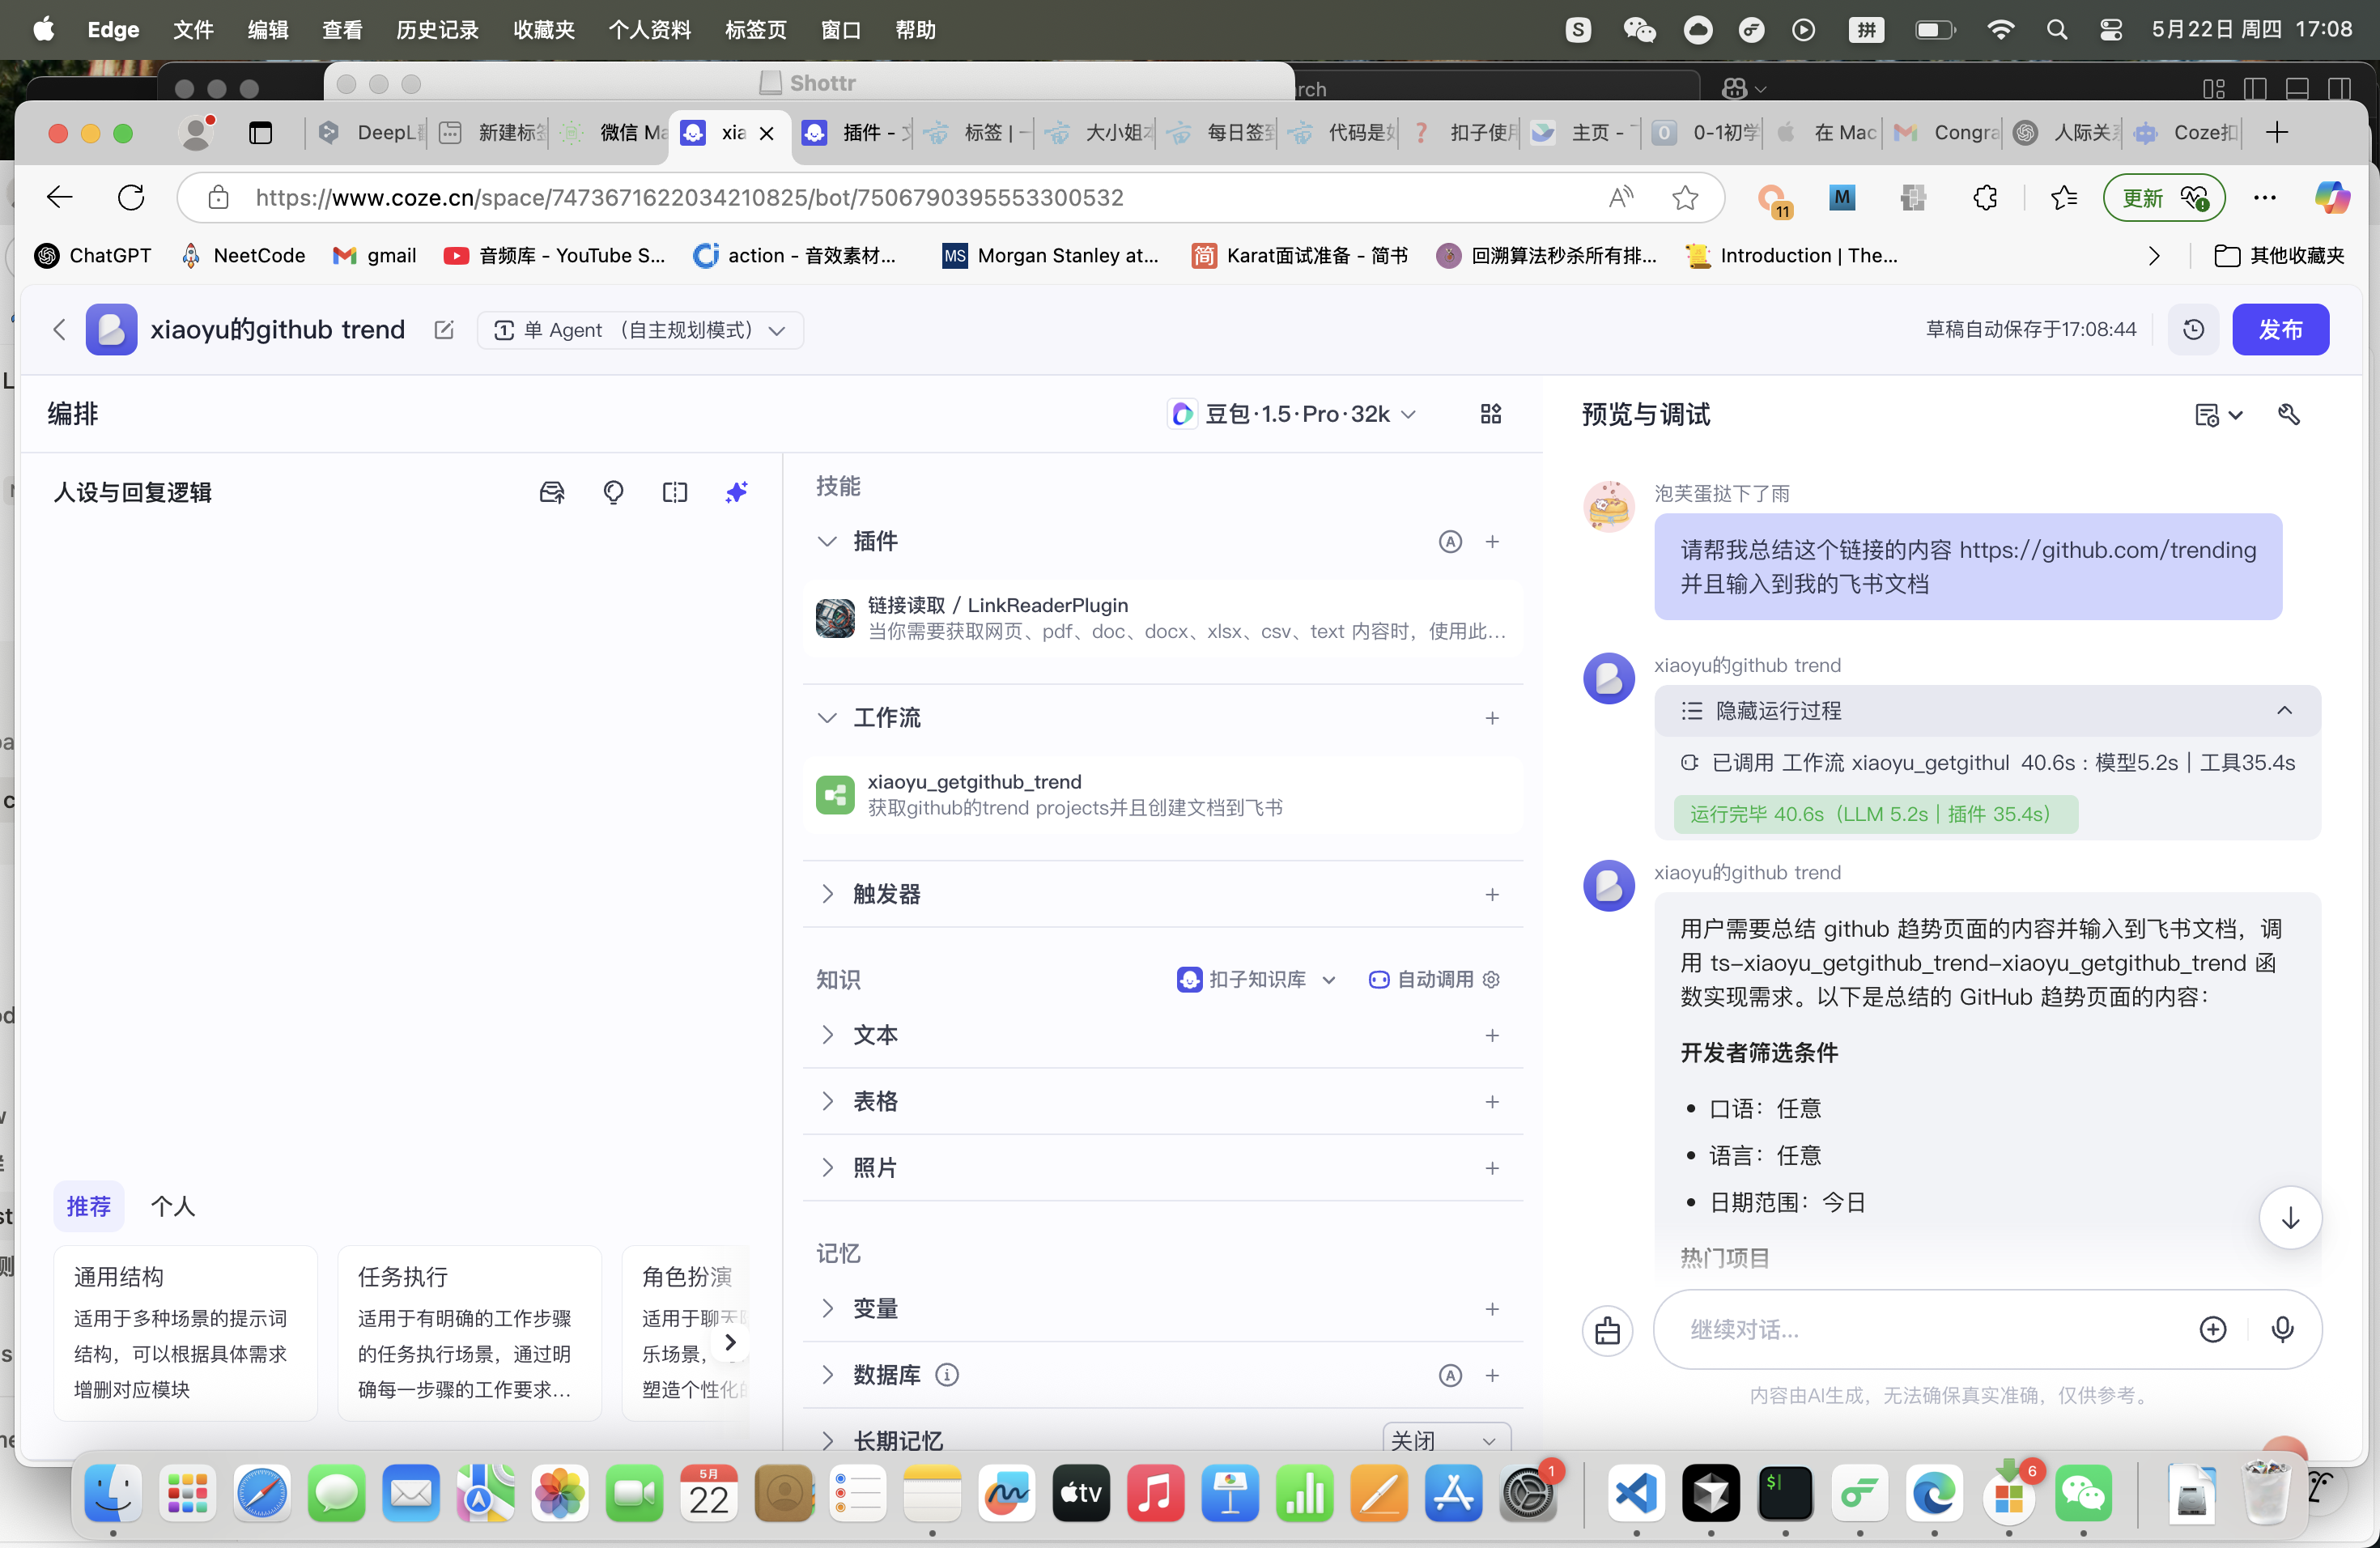 Edge 文件 编辑 查看 历史记录 收藏夹 个人资料 标签页 窗口 帮助 拼 5月22日 周四 17:08
Shottr
DeepL 新建标签 微信 Ma xia 插件 - 标签 | 大小姐 每日签到 代码是 扣子使用 主页 - 0-1初学 在 Mac Congra 人际关系 Coze扣
https://www.coze.cn/space/7473671622034210825/bot/7506790395553300532 11 更新
ChatGPT NeetCode gmail 音频库 - YouTube S... action - 音效素材... Morgan Stanley at... Karat面试准备 - 简书 回溯算法秒杀所有排... Introduction | The... 其他收藏夹
xiaoyu的github trend 单 Agent （自主规划模式） 草稿自动保存于17:08:44 发布
编排 豆包·1.5·Pro·32k
人设与回复逻辑
推荐 个人
通用结构
适用于多种场景的提示词
结构，可以根据具体需求
增删对应模块
任务执行
适用于有明确的工作步骤
的任务执行场景，通过明
确每一步骤的工作要求...
角色扮演
适用于聊天
乐场景，
塑造个性化的
技能
插件
链接读取 / LinkReaderPlugin
当你需要获取网页、pdf、doc、docx、xlsx、csv、text 内容时，使用此...
工作流
xiaoyu_getgithub_trend
获取github的trend projects并且创建文档到飞书
触发器
知识 扣子知识库 自动调用
文本
表格
照片
记忆
变量
数据库
长期记忆 关闭
预览与调试
泡芙蛋挞下了雨
请帮我总结这个链接的内容 https://github.com/trending
并且输入到我的飞书文档
xiaoyu的github trend
隐藏运行过程
已调用 工作流 xiaoyu_getgithul 40.6s : 模型5.2s | 工具35.4s
运行完毕 40.6s（LLM 5.2s | 插件 35.4s）
xiaoyu的github trend
用户需要总结 github 趋势页面的内容并输入到飞书文档，调
用 ts-xiaoyu_getgithub_trend-xiaoyu_getgithub_trend 函
数实现需求。以下是总结的 GitHub 趋势页面的内容：
开发者筛选条件
• 口语：任意
• 语言：任意
• 日期范围：今日
热门项目
继续对话...
内容由AI生成，无法确保真实准确，仅供参考。
5月
22
tv
1
6